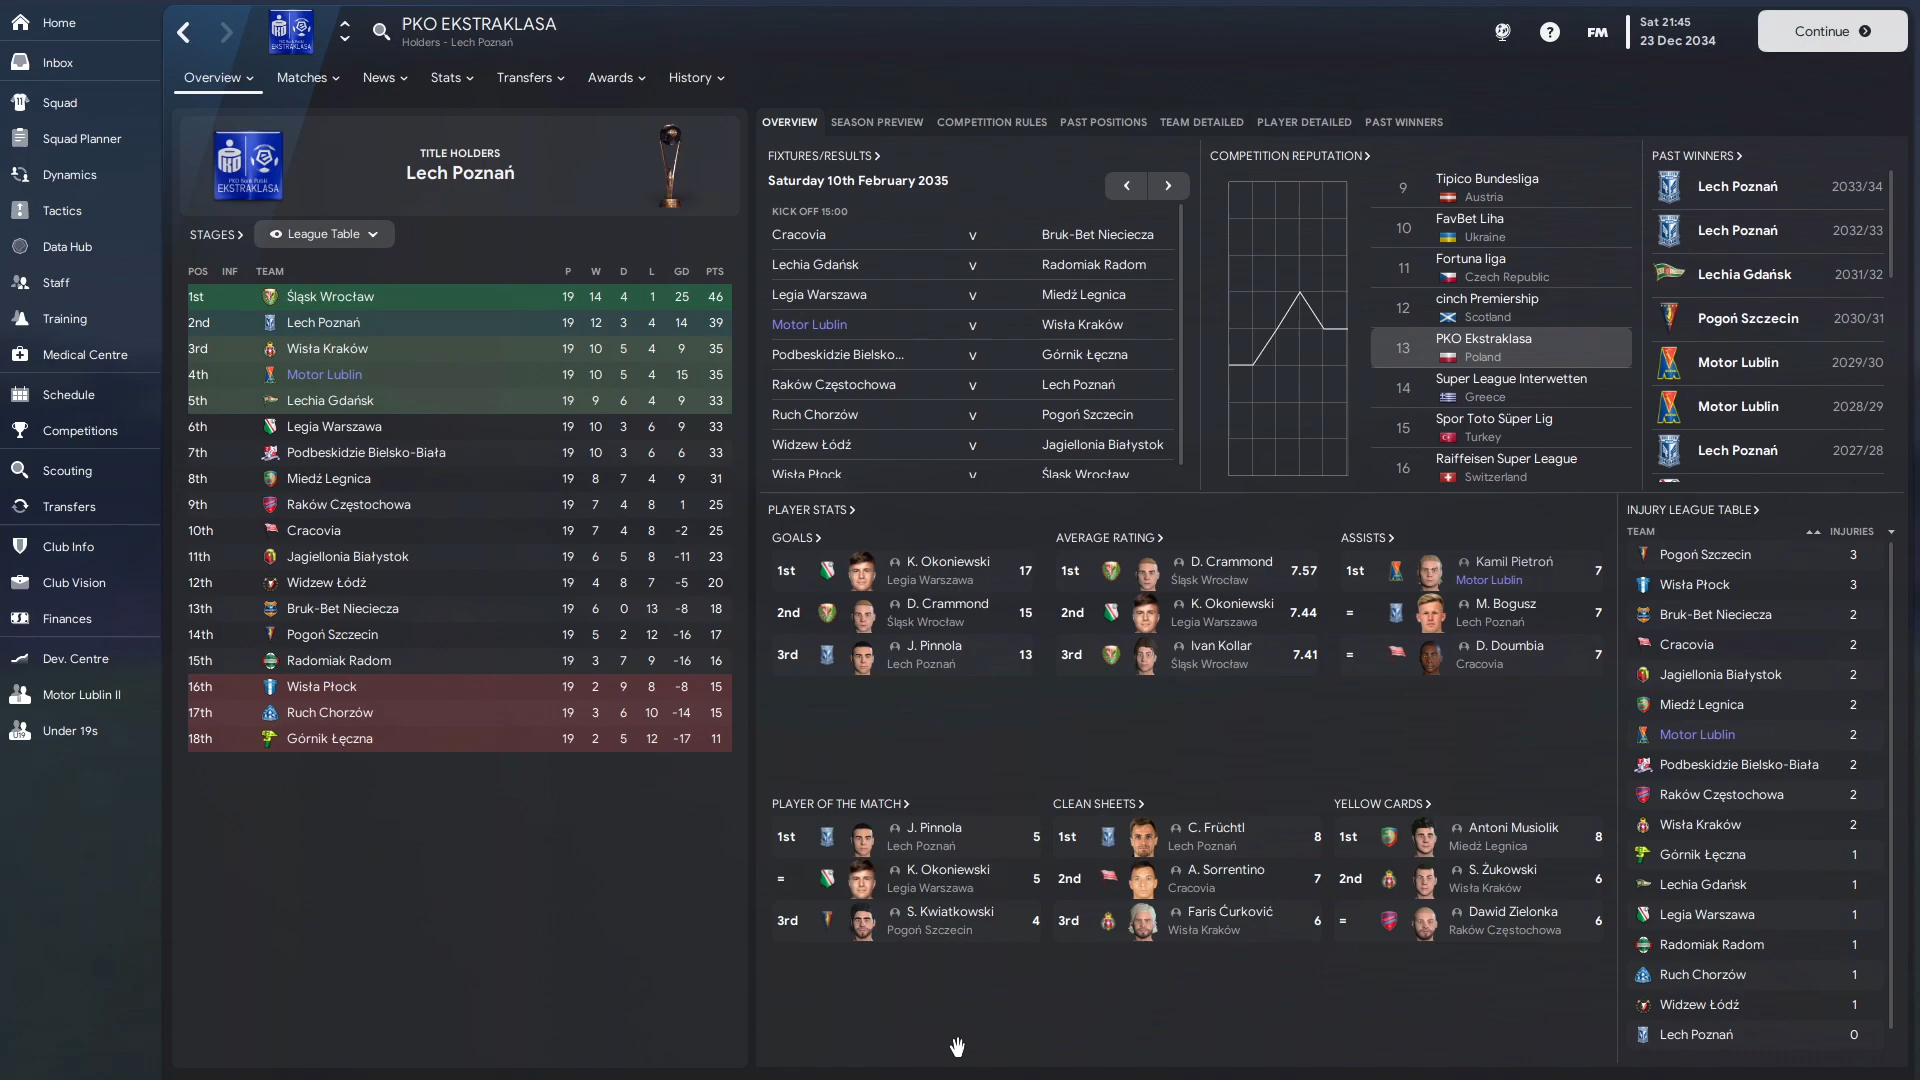 Home
Inbox
Squad
Squad Planner
Dynamics
Tactics
Data Hub
Staff
Training
Medical Centre
Schedule
Competitions
Scouting
Transfers
Club Info
Club Vision
Finances
Dev. Centre
Motor Lublin II
Under 19s
PKO EKSTRAKLASA
Holders - Lech Poznań
FM
Sat 21:45
23 Dec 2034
Continue
Overview Matches News Stats Transfers Awards History
TITLE HOLDERS
Lech Poznań
STAGES
League Table
POS INF TEAM P W D L GD PTS
1st Śląsk Wrocław 19 14 4 1 25 46
2nd Lech Poznań 19 12 3 4 14 39
3rd Wisła Kraków 19 10 5 4 9 35
4th Motor Lublin 19 10 5 4 15 35
5th Lechia Gdańsk 19 9 6 4 9 33
6th Legia Warszawa 19 10 3 6 9 33
7th Podbeskidzie Bielsko-Biała 19 10 3 6 6 33
8th Miedź Legnica 19 8 7 4 9 31
9th Raków Częstochowa 19 7 4 8 1 25
10th Cracovia 19 7 4 8 -2 25
11th Jagiellonia Białystok 19 6 5 8 -11 23
12th Widzew Łódź 19 4 8 7 -5 20
13th Bruk-Bet Nieciecza 19 6 0 13 -8 18
14th Pogoń Szczecin 19 5 2 12 -16 17
15th Radomiak Radom 19 3 7 9 -16 16
16th Wisła Płock 19 2 9 8 -8 15
17th Ruch Chorzów 19 3 6 10 -14 15
18th Górnik Łęczna 19 2 5 12 -17 11
OVERVIEW SEASON PREVIEW COMPETITION RULES PAST POSITIONS TEAM DETAILED PLAYER DETAILED PAST WINNERS
FIXTURES/RESULTS
Saturday 10th February 2035
KICK OFF 15:00
Cracovia v Bruk-Bet Nieciecza
Lechia Gdańsk v Radomiak Radom
Legia Warszawa v Miedź Legnica
Motor Lublin v Wisła Kraków
Podbeskidzie Bielsko... v Górnik Łęczna
Raków Częstochowa v Lech Poznań
Ruch Chorzów v Pogoń Szczecin
Widzew Łódź v Jagiellonia Białystok
Wisła Płock v Śląsk Wrocław
COMPETITION REPUTATION
9 Tipico Bundesliga
Austria
10 FavBet Liha
Ukraine
11 Fortuna liga
Czech Republic
12 cinch Premiership
Scotland
13 PKO Ekstraklasa
Poland
14 Super League Interwetten
Greece
15 Spor Toto Süper Lig
Turkey
16 Raiffeisen Super League
Switzerland
PAST WINNERS
Lech Poznań 2033/34
Lech Poznań 2032/33
Lechia Gdańsk 2031/32
Pogoń Szczecin 2030/31
Motor Lublin 2029/30
Motor Lublin 2028/29
Lech Poznań 2027/28
PLAYER STATS
GOALS
1st K. Okoniewski 17
Legia Warszawa
2nd D. Crammond 15
Śląsk Wrocław
3rd J. Pinnola 13
Lech Poznań
AVERAGE RATING
1st D. Crammond 7.57
Śląsk Wrocław
2nd K. Okoniewski 7.44
Legia Warszawa
3rd Ivan Kollar 7.41
Śląsk Wrocław
ASSISTS
1st Kamil Pietroń 7
Motor Lublin
= M. Bogusz 7
Lech Poznań
= D. Doumbia 7
Cracovia
PLAYER OF THE MATCH
1st J. Pinnola 5
Lech Poznań
= K. Okoniewski 5
Legia Warszawa
3rd S. Kwiatkowski 4
Pogoń Szczecin
CLEAN SHEETS
1st C. Früchtl 8
Lech Poznań
2nd A. Sorrentino 7
Cracovia
3rd Faris Ćurković 6
Wisła Kraków
YELLOW CARDS
1st Antoni Musiolik 8
Miedź Legnica
2nd S. Żukowski 6
Wisła Kraków
= Dawid Zielonka 6
Raków Częstochowa
INJURY LEAGUE TABLE
TEAM INJURIES
Pogoń Szczecin 3
Wisła Płock 3
Bruk-Bet Nieciecza 2
Cracovia 2
Jagiellonia Białystok 2
Miedź Legnica 2
Motor Lublin 2
Podbeskidzie Bielsko-Biała 2
Raków Częstochowa 2
Wisła Kraków 2
Górnik Łęczna 1
Lechia Gdańsk 1
Legia Warszawa 1
Radomiak Radom 1
Ruch Chorzów 1
Widzew Łódź 1
Lech Poznań 0